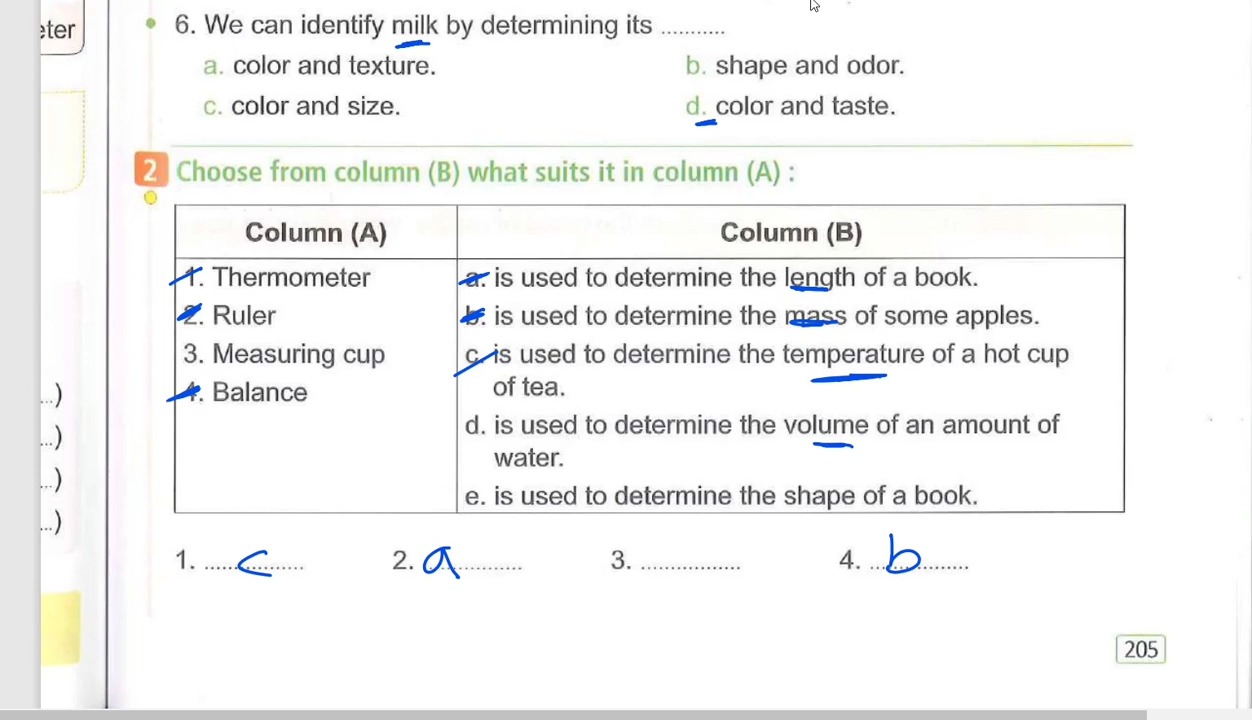 eter
6. We can identify milk by determining its ...........
a. color and texture.
b. shape and odor.
c. color and size.
d. color and taste.
2 Choose from column (B) what suits it in column (A) :
Column (A)
Column (B)
1. Thermometer
a. is used to determine the length of a book.
2. Ruler
b. is used to determine the mass of some apples.
3. Measuring cup
c. is used to determine the temperature of a hot cup
of tea.
4. Balance
d. is used to determine the volume of an amount of
water.
e. is used to determine the shape of a book.
...)
...)
...)
...)
1. ...... c ......
2. a ............
3. ..................
4. ... b .........
205